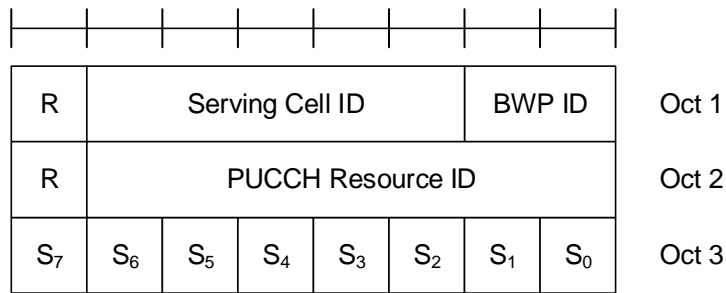 R Serving Cell ID BWP ID Oct 1
R PUCCH Resource ID Oct 2
S₇ S₆ S₅ S₄ S₃ S₂ S₁ S₀ Oct 3